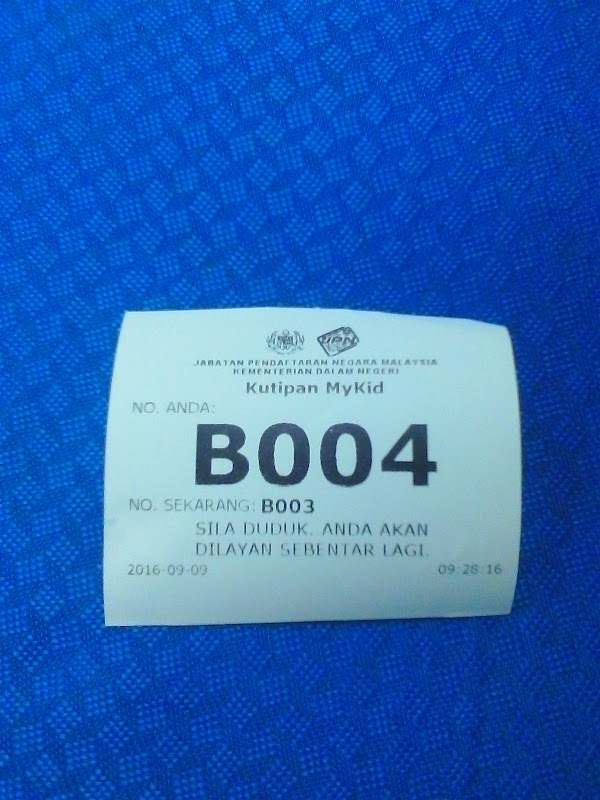 JPN
JABATAN PENDAFTARAN NEGARA MALAYSIA
KEMENTERIAN DALAM NEGERI
Kutipan MyKid
NO. ANDA:
B004
NO. SEKARANG: B003
SILA DUDUK. ANDA AKAN
DILAYAN SEBENTAR LAGI.
2016-09-09 09:28:16